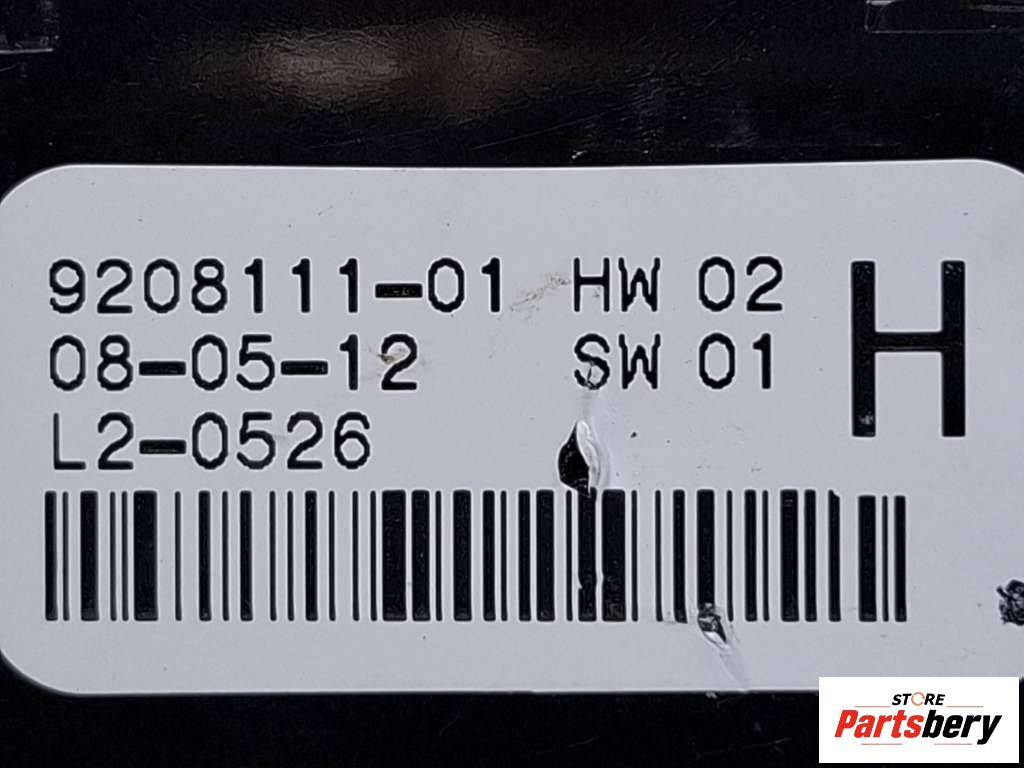 9208111-01 HW 02
08-05-12 SW 01
L2-0526
H
STORE
Partsbery